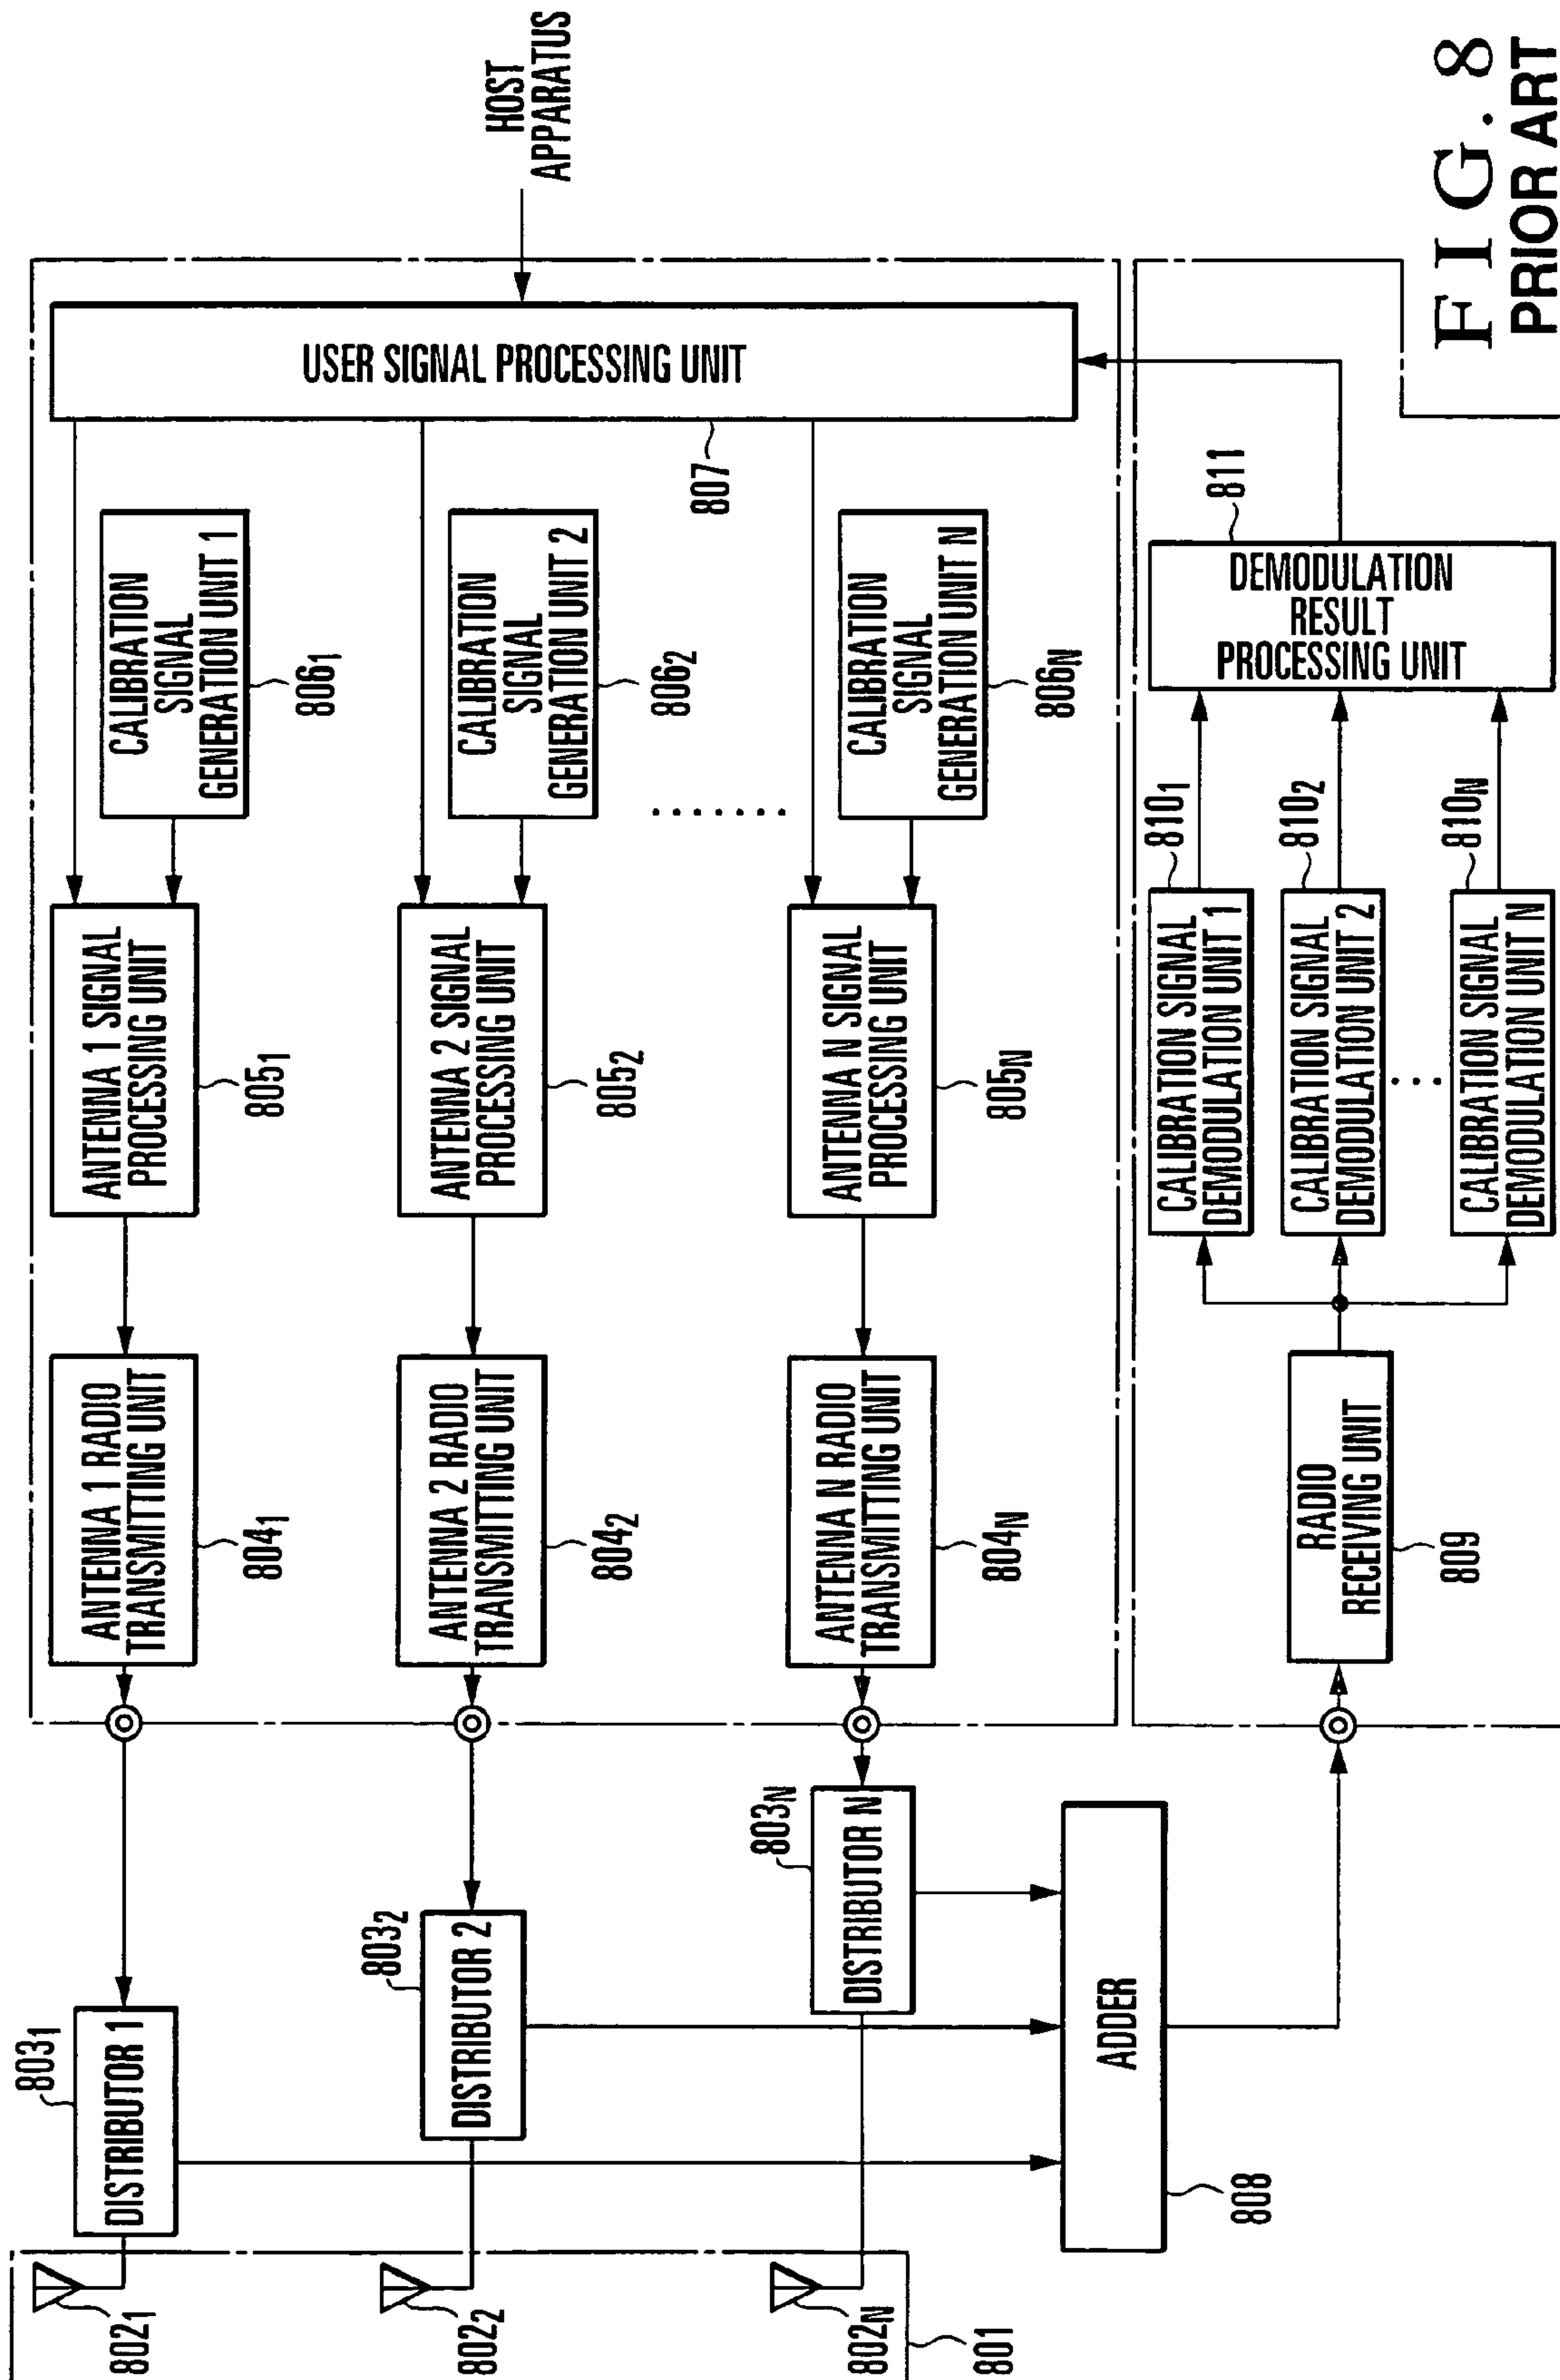 HOST
APPARATUS
USER SIGNAL PROCESSING UNIT
807
CALIBRATION
SIGNAL
GENERATION UNIT 1
806₁
CALIBRATION
SIGNAL
GENERATION UNIT 2
806₂
.......
CALIBRATION
SIGNAL
GENERATION UNIT N
806N
ANTENNA 1 SIGNAL
PROCESSING UNIT
805₁
ANTENNA 2 SIGNAL
PROCESSING UNIT
805₂
ANTENNA N SIGNAL
PROCESSING UNIT
805N
ANTENNA 1 RADIO
TRANSMITTING UNIT
804₁
ANTENNA 2 RADIO
TRANSMITTING UNIT
804₂
ANTENNA N RADIO
TRANSMITTING UNIT
804N
803₁
DISTRIBUTOR 1
803₂
DISTRIBUTOR 2
803N
DISTRIBUTOR N
802₁
802₂
802N
801
ADDER
808
RADIO
RECEIVING UNIT
809
810₁
CALIBRATION SIGNAL
DEMODULATION UNIT 1
810₂
CALIBRATION SIGNAL
DEMODULATION UNIT 2
....
810N
CALIBRATION SIGNAL
DEMODULATION UNIT N
811
DEMODULATION
RESULT
PROCESSING UNIT
FIG. 8
PRIOR ART